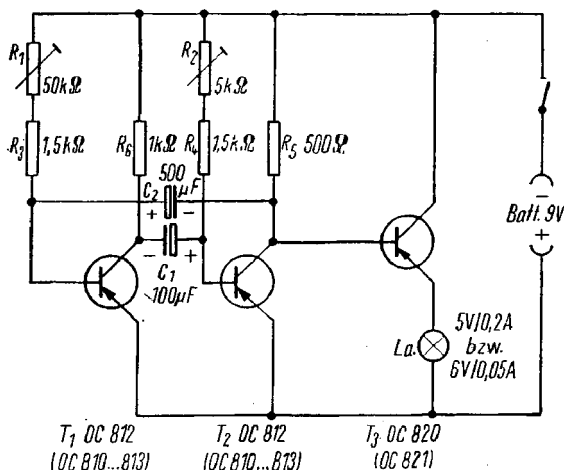 R₁
50kΩ
R₃
1,5kΩ
R₆
1kΩ
R₂
5kΩ
R₄
1,5kΩ
R₅ 500Ω
500
C₂
µF
+ −
− +
C₁
100µF
−
Batt. 9V
+
La.
5V/0,2A
bzw.
6V/0,05A
T₁ OC 812
(OC 810...813)
T₂ OC 812
(OC 810...813)
T₃ OC 820
(OC 821)